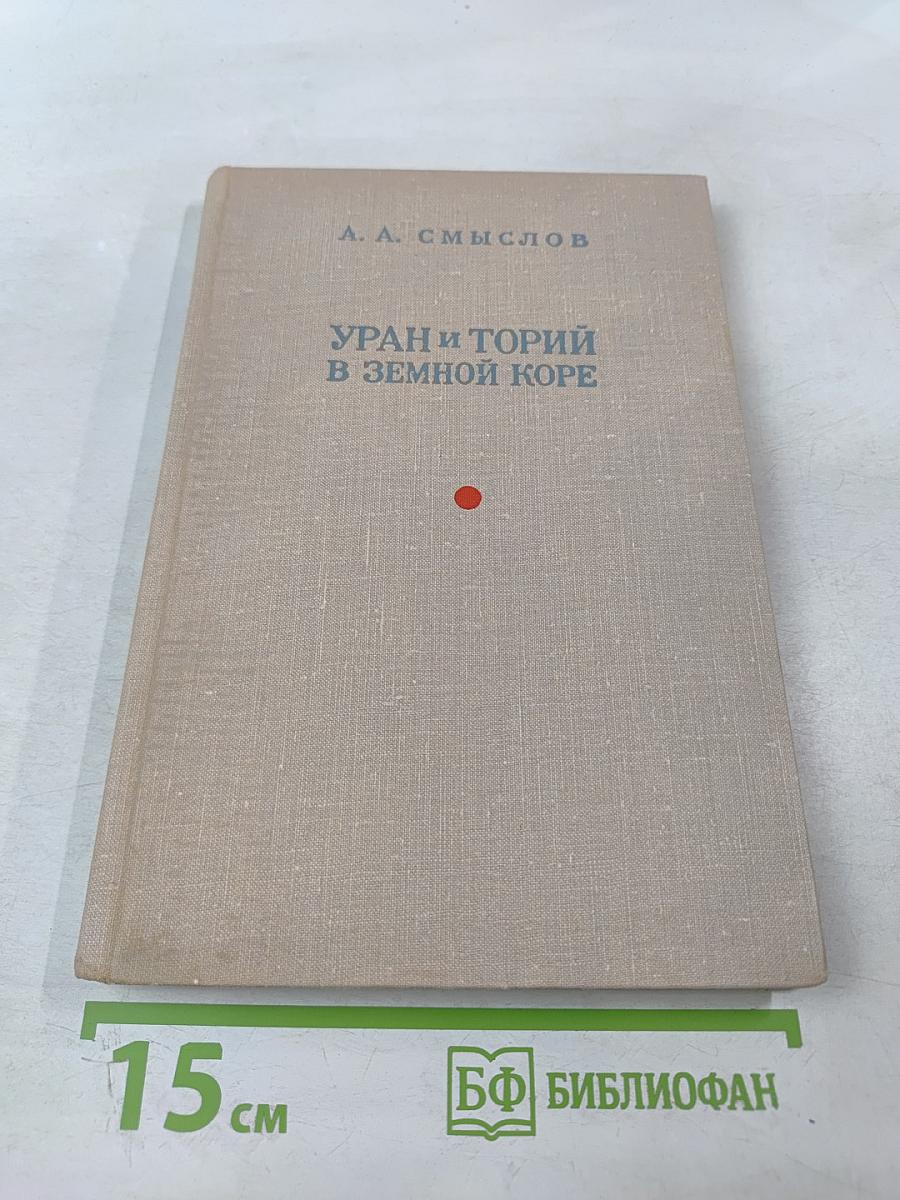 А. А. СМЫСЛОВ
УРАН и ТОРИЙ
В ЗЕМНОЙ КОРЕ
15 см
БФ БИБЛИОФАН